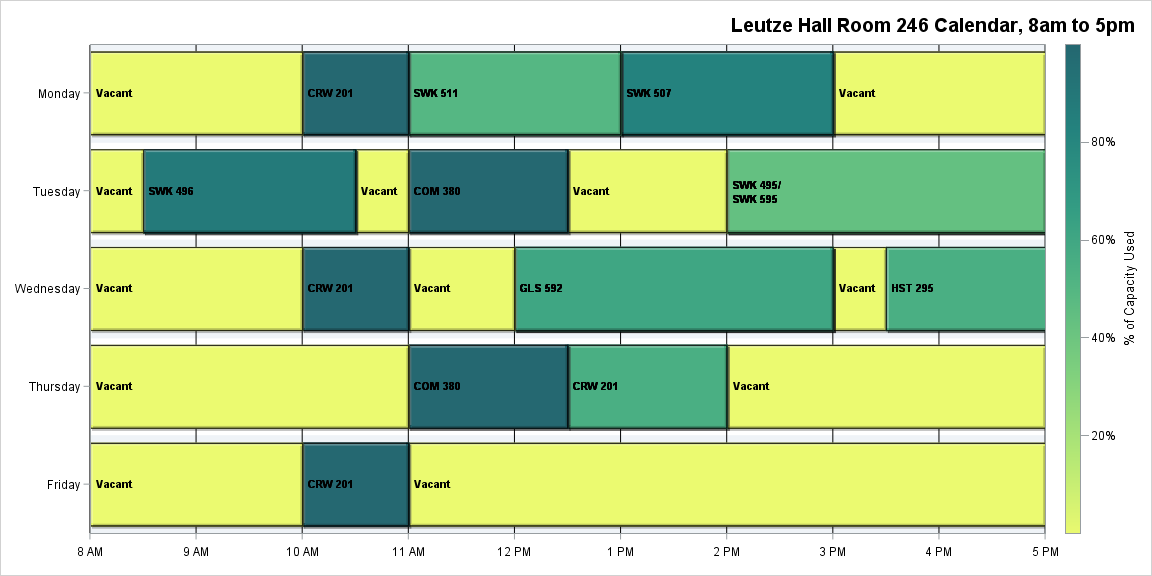 Leutze Hall Room 246 Calendar, 8am to 5pm
Monday
Vacant
CRW 201
SWK 511
SWK 507
Vacant
Tuesday
Vacant
SWK 496
Vacant
COM 380
Vacant
SWK 495/
SWK 595
Wednesday
Vacant
CRW 201
Vacant
GLS 592
Vacant
HST 295
Thursday
Vacant
COM 380
CRW 201
Vacant
Friday
Vacant
CRW 201
Vacant
8 AM
9 AM
10 AM
11 AM
12 PM
1 PM
2 PM
3 PM
4 PM
5 PM
80%
60%
40%
20%
% of Capacity Used